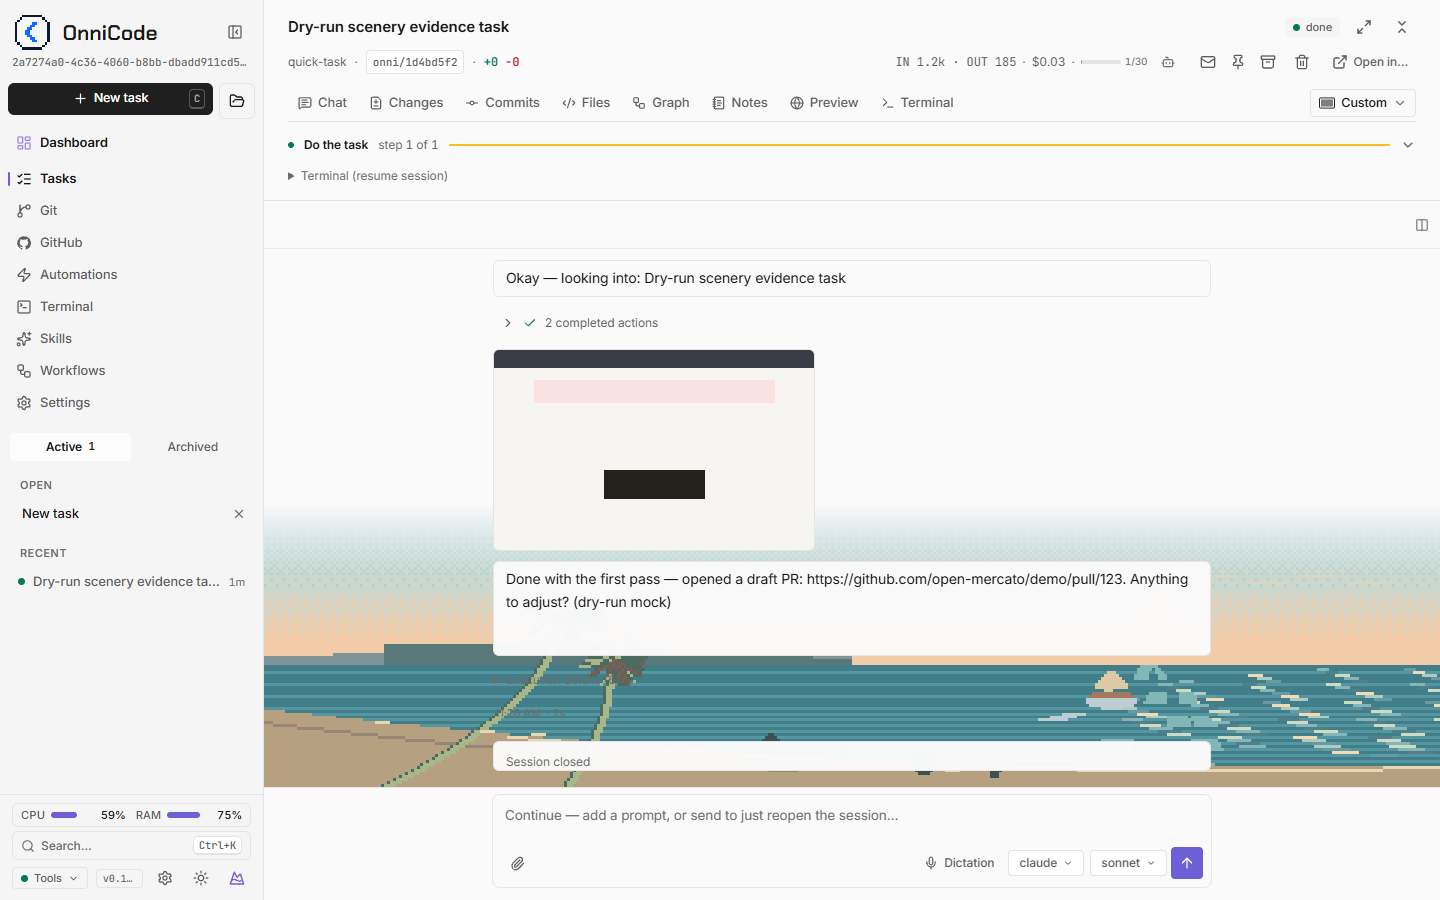 OnniCode
2a7274a0-4c36-4060-b8bb-dbadd911cd5…
New task C
Dashboard
Tasks
Git
GitHub
Automations
Terminal
Skills
Workflows
Settings
Active 1 Archived
OPEN
New task
RECENT
Dry-run scenery evidence ta… 1m
CPU 59% RAM 75%
Search... Ctrl+K
Tools v0.1…
Dry-run scenery evidence task
done
quick-task · onni/1d4bd5f2 · +0 -0
IN 1.2k · OUT 185 · $0.03 · 1/30
Open in...
Chat Changes Commits Files Graph Notes Preview Terminal
Custom
Do the task step 1 of 1
Terminal (resume session)
Okay — looking into: Dry-run scenery evidence task
2 completed actions
Done with the first pass — opened a draft PR: https://github.com/open-mercato/demo/pull/123. Anything
to adjust? (dry-run mock)
Session closed
Continue — add a prompt, or send to just reopen the session...
Dictation claude sonnet